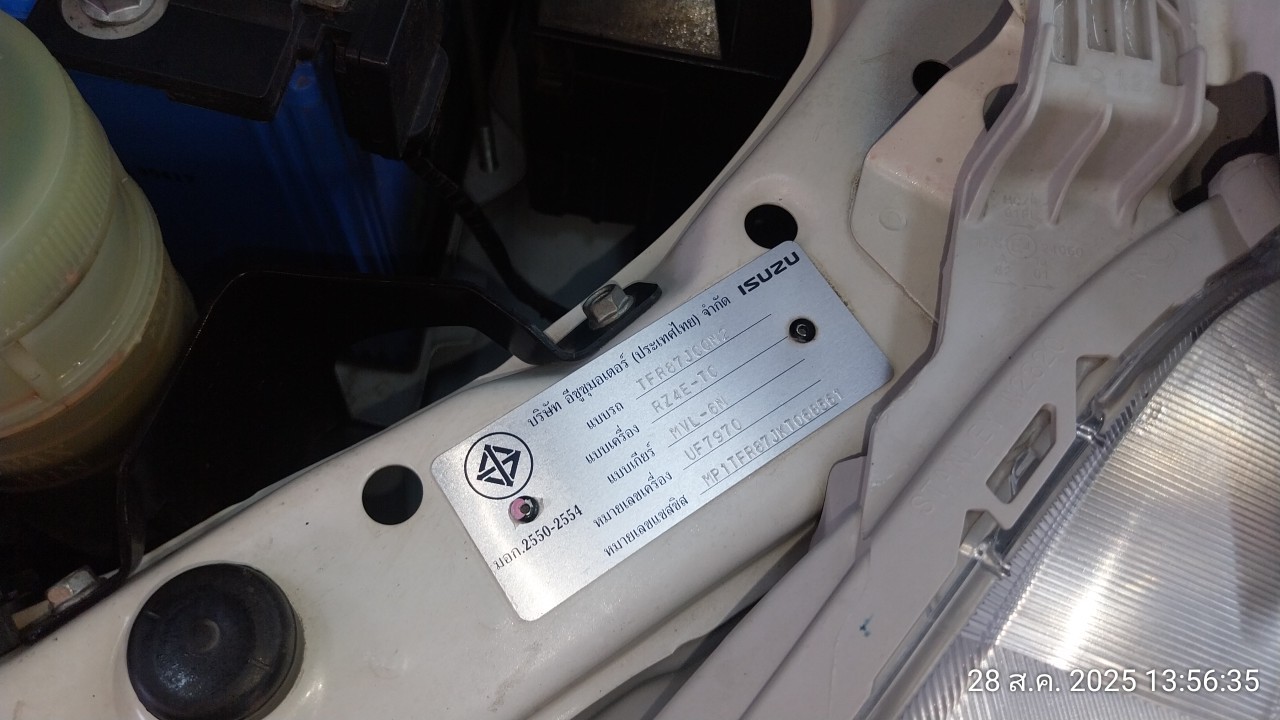 บริษัท อีซูซุมอเตอร์ (ประเทศไทย) จำกัด ISUZU
แบบรถ
แบบเครื่อง RZ4E-TC
แบบเกียร์ MVL-6N
หมายเลขเครื่อง UF7970
หมายเลขแชสซิส
มอก.2550-2554
28 ส.ค. 2025 13:56:35